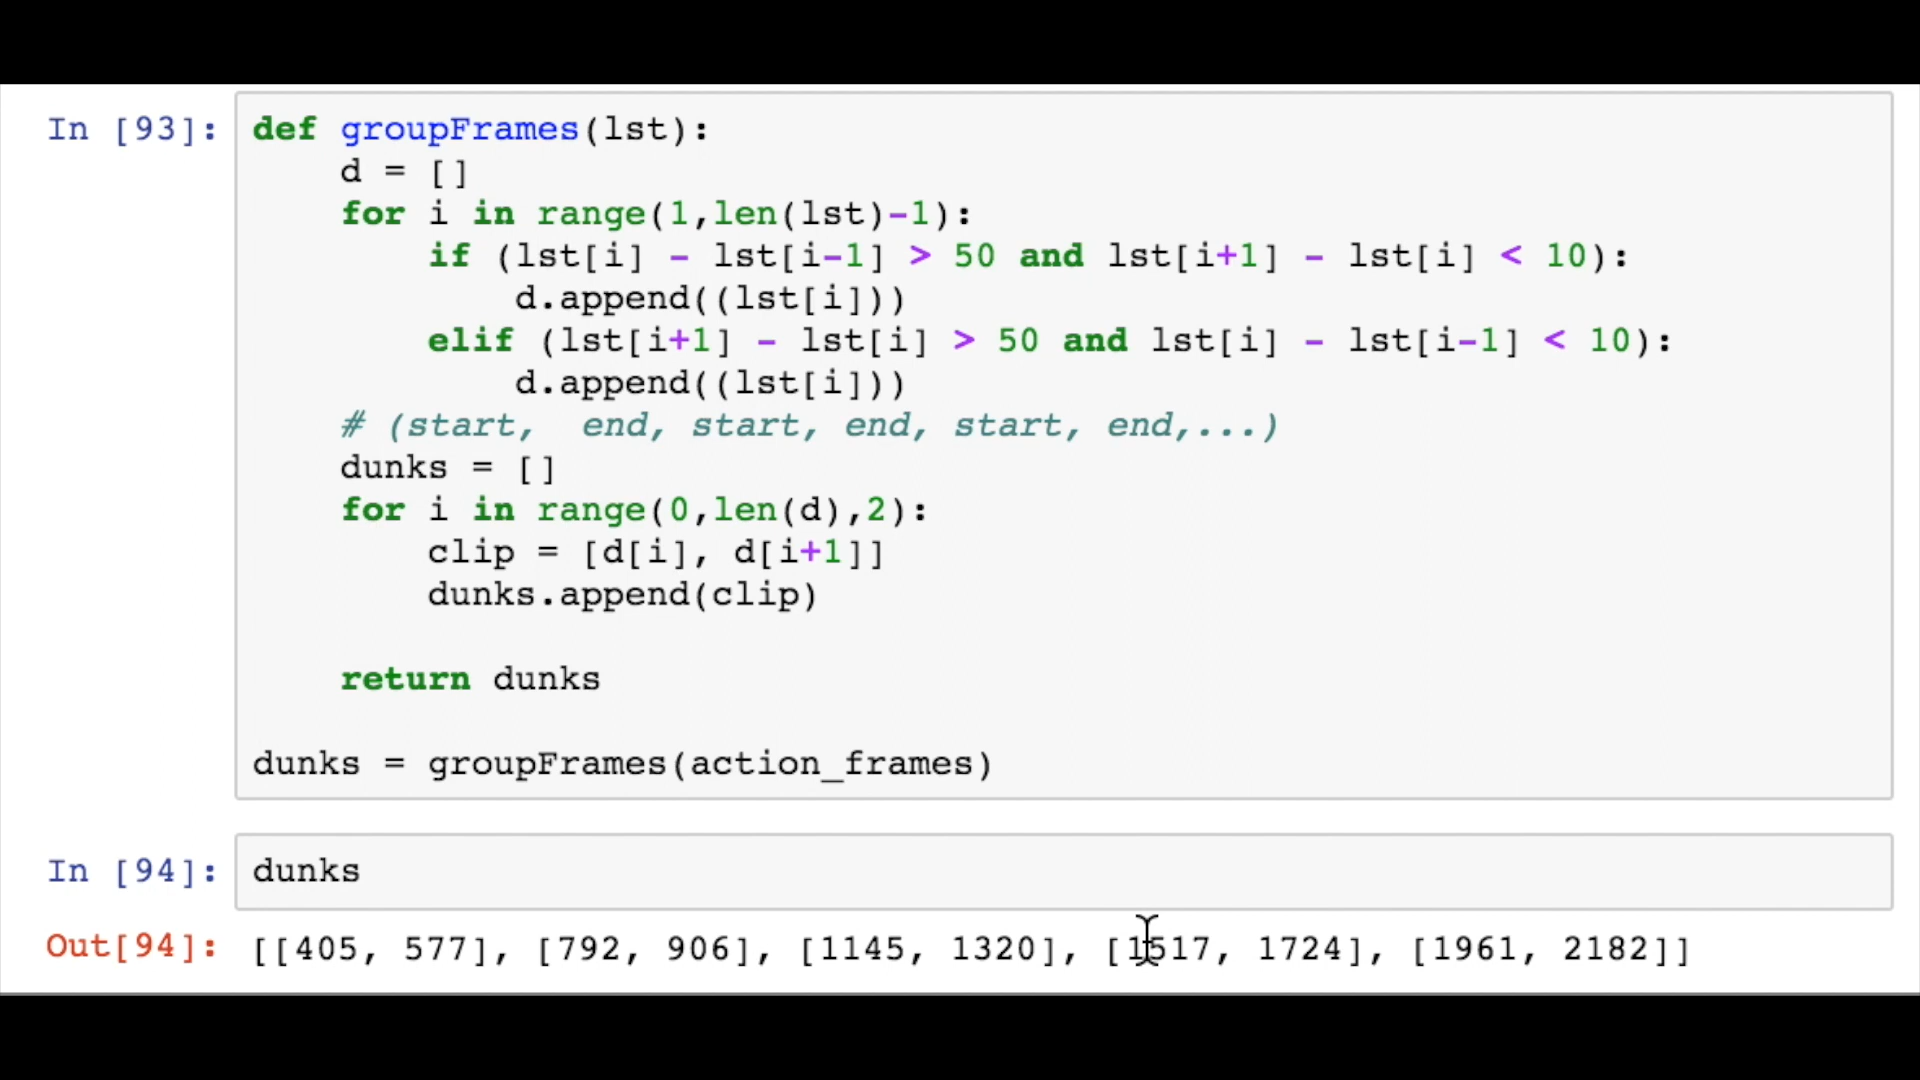 In [93]: def groupFrames(lst):
    d = []
    for i in range(1,len(lst)-1):
        if (lst[i] - lst[i-1] > 50 and lst[i+1] - lst[i] < 10):
            d.append((lst[i]))
        elif (lst[i+1] - lst[i] > 50 and lst[i] - lst[i-1] < 10):
            d.append((lst[i]))
    # (start,  end, start, end, start, end,...)
    dunks = []
    for i in range(0,len(d),2):
        clip = [d[i], d[i+1]]
        dunks.append(clip)
    return dunks
dunks = groupFrames(action_frames)
In [94]: dunks
Out[94]: [[405, 577], [792, 906], [1145, 1320], [1517, 1724], [1961, 2182]]